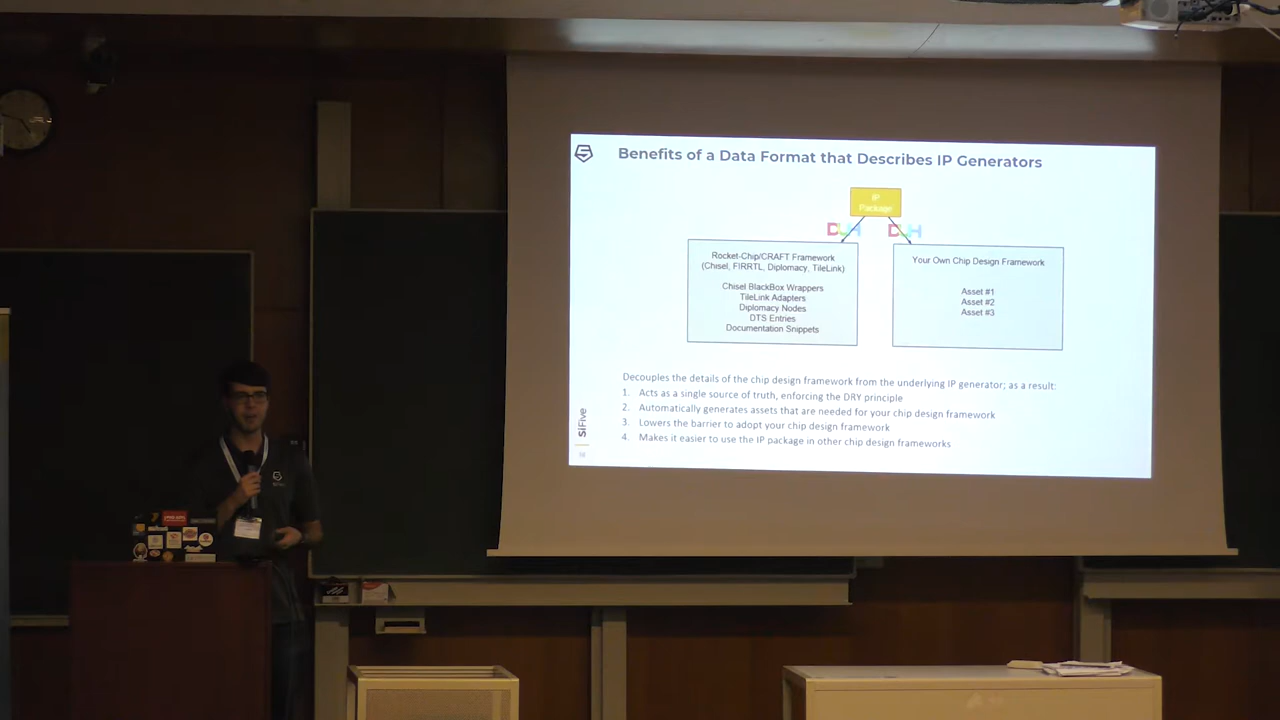 Benefits of a Data Format that Describes IP Generators
IP
Package
DUH DUH
Rocket-Chip/CRAFT Framework
(Chisel, FIRRTL, Diplomacy, TileLink)
Chisel BlackBox Wrappers
TileLink Adapters
Diplomacy Nodes
DTS Entries
Documentation Snippets
Your Own Chip Design Framework
Asset #1
Asset #2
Asset #3
Decouples the details of the chip design framework from the underlying IP generator; as a result:
1. Acts as a single source of truth, enforcing the DRY principle
2. Automatically generates assets that are needed for your chip design framework
3. Lowers the barrier to adopt your chip design framework
4. Makes it easier to use the IP package in other chip design frameworks
SiFive